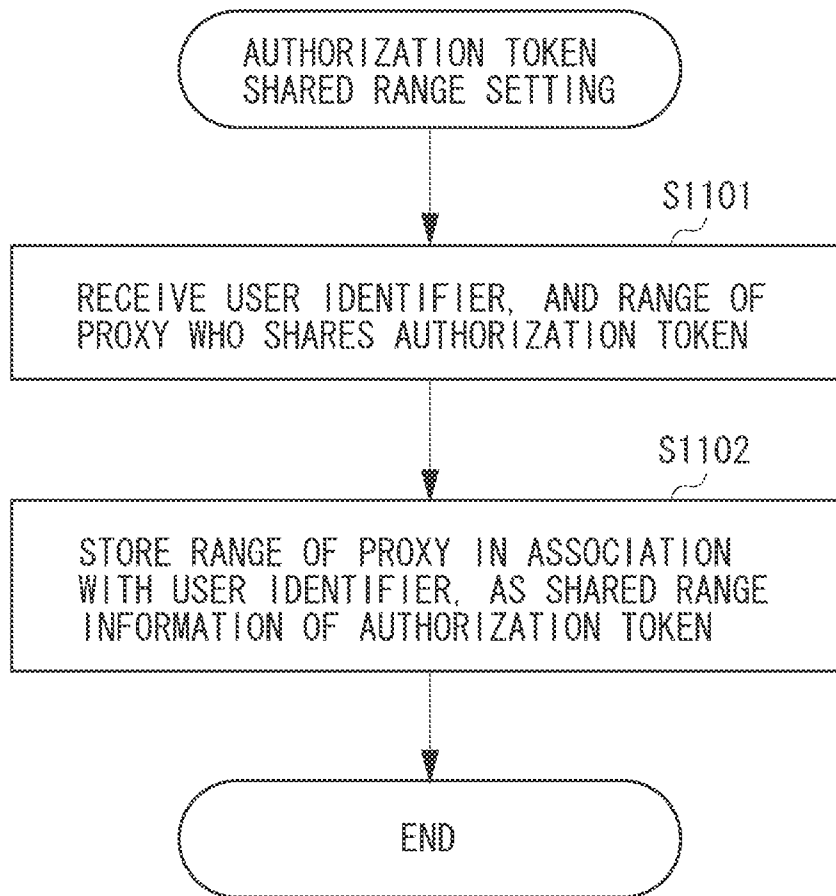 AUTHORIZATION TOKEN
SHARED RANGE SETTING
S1101
RECEIVE USER IDENTIFIER, AND RANGE OF
PROXY WHO SHARES AUTHORIZATION TOKEN
S1102
STORE RANGE OF PROXY IN ASSOCIATION
WITH USER IDENTIFIER, AS SHARED RANGE
INFORMATION OF AUTHORIZATION TOKEN
END